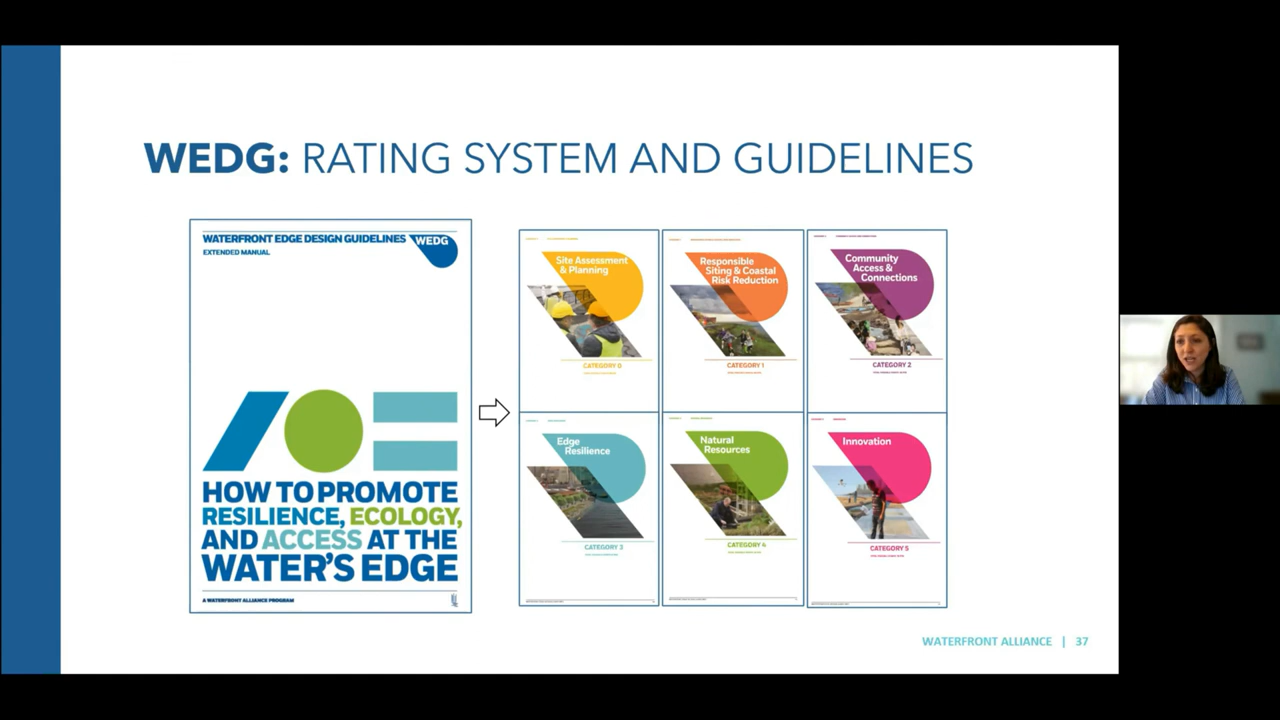 WEDG: RATING SYSTEM AND GUIDELINES
WATERFRONT EDGE DESIGN GUIDELINES
WEDG
EXTENDED MANUAL
HOW TO PROMOTE
RESILIENCE, ECOLOGY,
AND ACCESS AT THE
WATER'S EDGE
A WATERFRONT ALLIANCE PROGRAM
Site Assessment
& Planning
CATEGORY 0
Responsible
Siting & Coastal
Risk Reduction
CATEGORY 1
Community
Access &
Connections
CATEGORY 2
Edge
Resilience
CATEGORY 3
Natural
Resources
CATEGORY 4
Innovation
CATEGORY 5
WATERFRONT ALLIANCE | 37